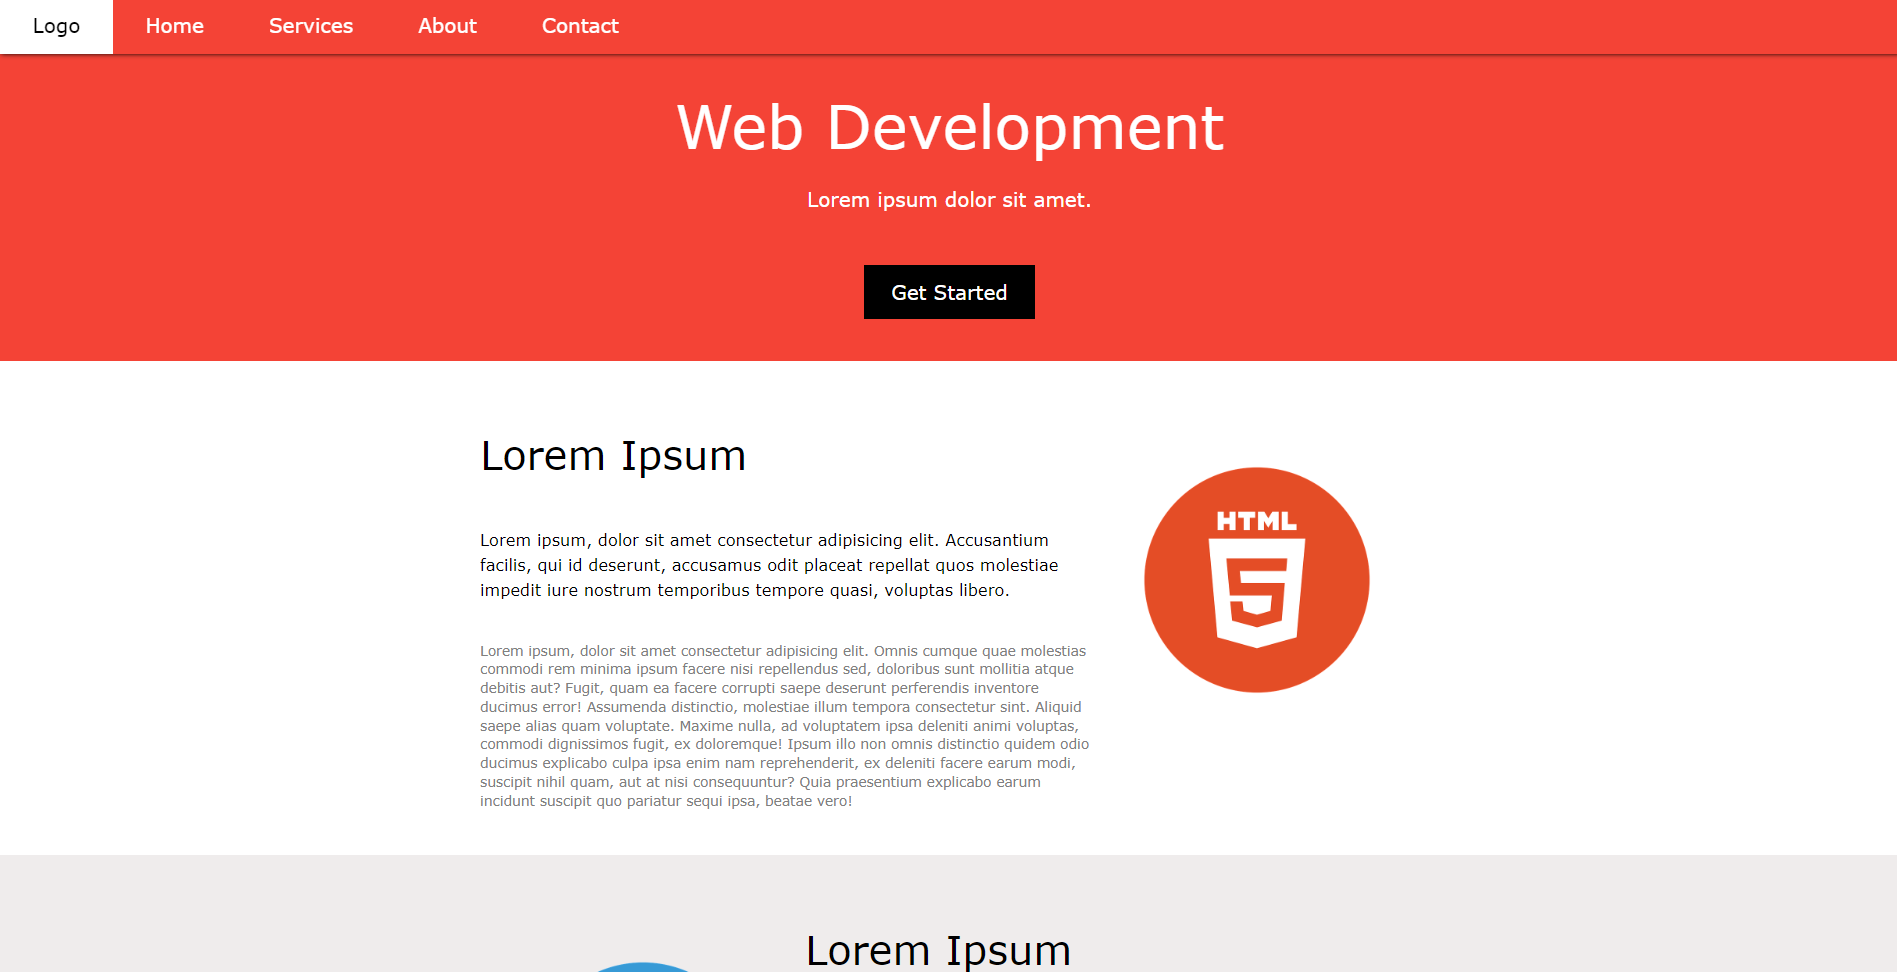 Logo Home Services About Contact
Web Development
Lorem ipsum dolor sit amet.
Get Started
Lorem Ipsum
HTML
5
Lorem ipsum, dolor sit amet consectetur adipisicing elit. Accusantium
facilis, qui id deserunt, accusamus odit placeat repellat quos molestiae
impedit iure nostrum temporibus tempore quasi, voluptas libero.
Lorem ipsum, dolor sit amet consectetur adipisicing elit. Omnis cumque quae molestias
commodi rem minima ipsum facere nisi repellendus sed, doloribus sunt mollitia atque
debitis aut? Fugit, quam ea facere corrupti saepe deserunt perferendis inventore
ducimus error! Assumenda distinctio, molestiae illum tempora consectetur sint. Aliquid
saepe alias quam voluptate. Maxime nulla, ad voluptatem ipsa deleniti animi voluptas,
commodi dignissimos fugit, ex doloremque! Ipsum illo non omnis distinctio quidem odio
ducimus explicabo culpa ipsa enim nam reprehenderit, ex deleniti facere earum modi,
suscipit nihil quam, aut at nisi consequuntur? Quia praesentium explicabo earum
incidunt suscipit quo pariatur sequi ipsa, beatae vero!
Lorem Ipsum